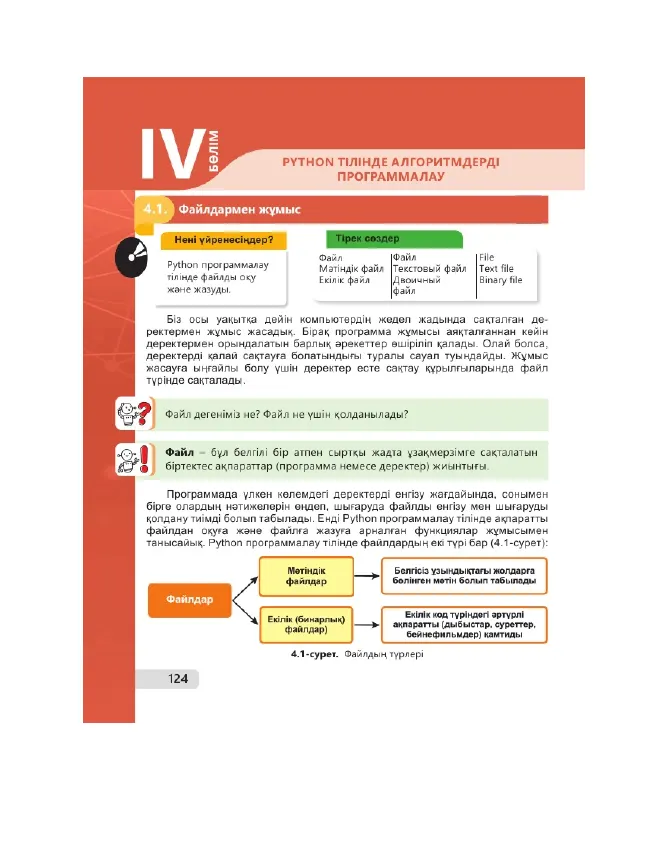 IV
БӨЛІМ
PYTHON ТІЛІНДЕ АЛГОРИТМДЕРДІ
ПРОГРАММАЛАУ
4.1. Файлдармен жұмыс
Нені үйренесіңдер?
Python программалау
тілінде файлды оқу
және жазуды.
Тірек сөздер
Файл
Мәтіндік файл
Екілік файл
Файл
Текстовый файл
Двоичный
файл
File
Text file
Binary file
Біз осы уақытқа дейін компьютердің жедел жадында сақталған де-
ректермен жұмыс жасадық. Бірақ программа жұмысы аяқталғаннан кейін
деректермен орындалатын барлық әрекеттер өшіріліп қалады. Олай болса,
деректерді қалай сақтауға болатындығы туралы сауал туындайды. Жұмыс
жасауға ыңғайлы болу үшін деректер есте сақтау құрылғыларында файл
түрінде сақталады.
Файл дегеніміз не? Файл не үшін қолданылады?
Файл – бұл белгілі бір атпен сыртқы жадта ұзақмерзімге сақталатын
біртектес ақпараттар (программа немесе деректер) жиынтығы.
Программада үлкен көлемдегі деректерді енгізу жағдайында, сонымен
бірге олардың нәтижелерін өңдеп, шығаруда файлды енгізу мен шығаруды
қолдану тиімді болып табылады. Енді Python программалау тілінде ақпаратты
файлдан оқуға және файлға жазуға арналған функциялар жұмысымен
танысайық. Python программалау тілінде файлдардың екі түрі бар (4.1-сурет):
Файлдар
Мәтіндік
файлдар
Белгісіз ұзындықтағы жолдарға
бөлінген мәтін болып табылады
Екілік (бинарлық)
файлдар)
Екілік код түріндегі әртүрлі
ақпаратты (дыбыстар, суреттер,
бейнефильмдер) қамтиды
4.1-сурет. Файлдың түрлері
124